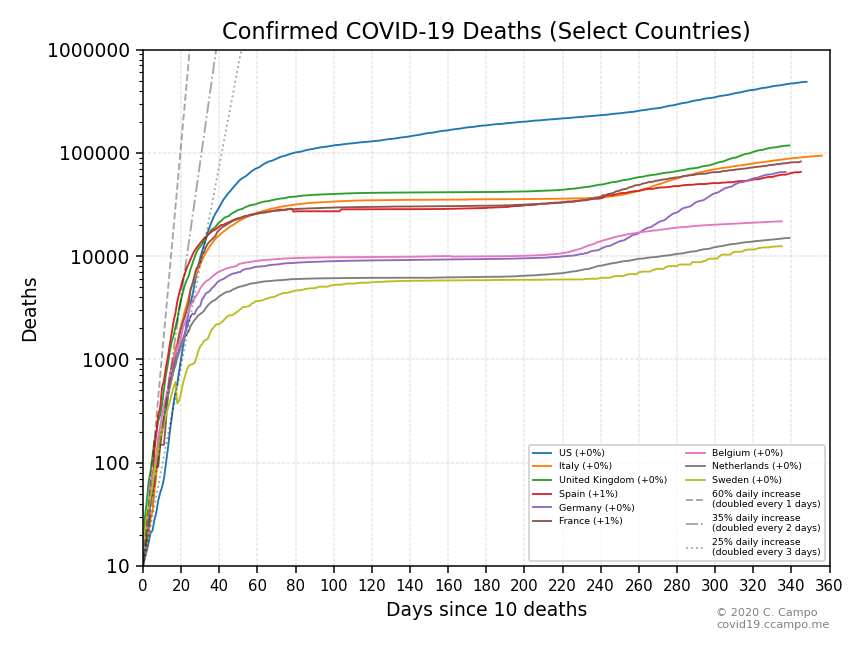 Confirmed COVID-19 Deaths (Select Countries)
1000000
100000
10000
1000
100
10
Deaths
0 20 40 60 80 100 120 140 160 180 200 220 240 260 280 300 320 340 360
Days since 10 deaths
US (+0%)
Italy (+0%)
United Kingdom (+0%)
Spain (+1%)
Germany (+0%)
France (+1%)
Belgium (+0%)
Netherlands (+0%)
Sweden (+0%)
60% daily increase
(doubled every 1 days)
35% daily increase
(doubled every 2 days)
25% daily increase
(doubled every 3 days)
© 2020 C. Campo
covid19.ccampo.me